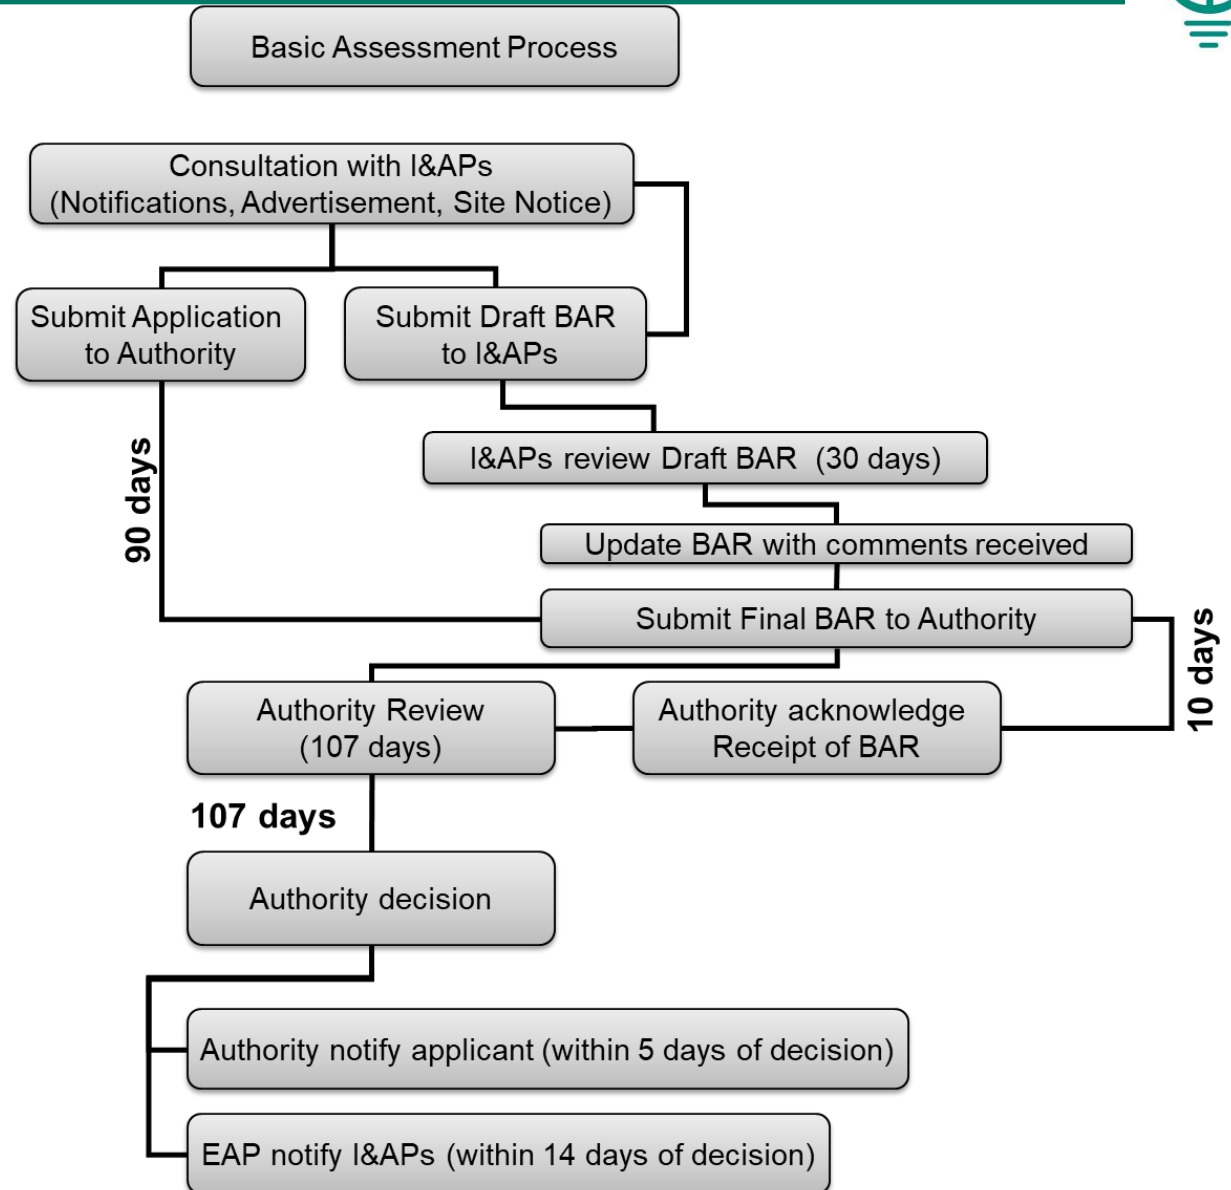 Basic Assessment Process
Consultation with I&APs
(Notifications, Advertisement, Site Notice)
Submit Application
to Authority
Submit Draft BAR
to I&APs
I&APs review Draft BAR (30 days)
90 days
Update BAR with comments received
Submit Final BAR to Authority
10 days
Authority Review
(107 days)
Authority acknowledge
Receipt of BAR
107 days
Authority decision
Authority notify applicant (within 5 days of decision)
EAP notify I&APs (within 14 days of decision)